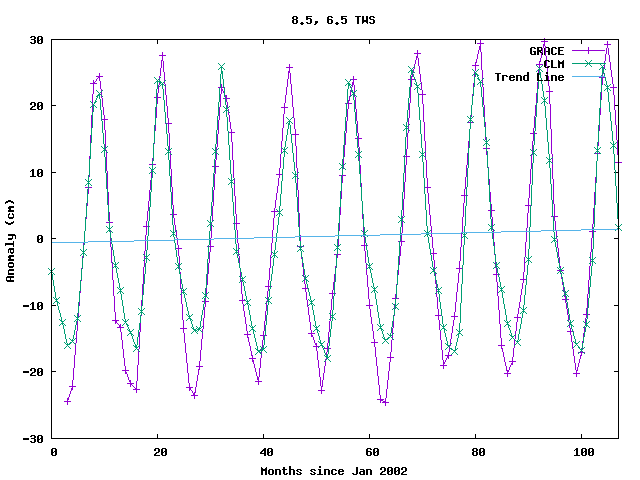 8.5, 6.5 TWS
GRACE
CLM
Trend Line
30
20
10
0
-10
-20
-30
Anomaly (cm)
0 20 40 60 80 100
Months since Jan 2002